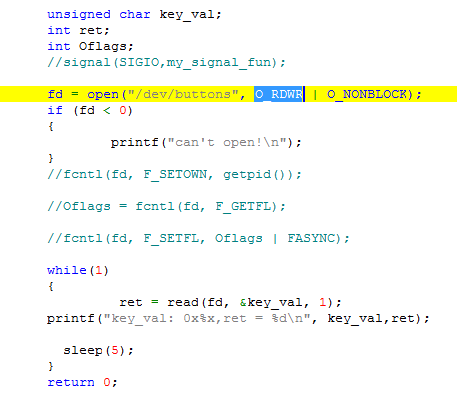 unsigned char key_val;
int ret;
int Oflags;
//signal(SIGIO,my_signal_fun);
fd = open("/dev/buttons", O_RDWR | O_NONBLOCK);
if (fd < 0)
{
printf("can't open!\n");
}
//fcntl(fd, F_SETOWN, getpid());
//Oflags = fcntl(fd, F_GETFL);
//fcntl(fd, F_SETFL, Oflags | FASYNC);
while(1)
{
ret = read(fd, &key_val, 1);
printf("key_val: 0x%x,ret = %d\n", key_val,ret);
sleep(5);
}
return 0;